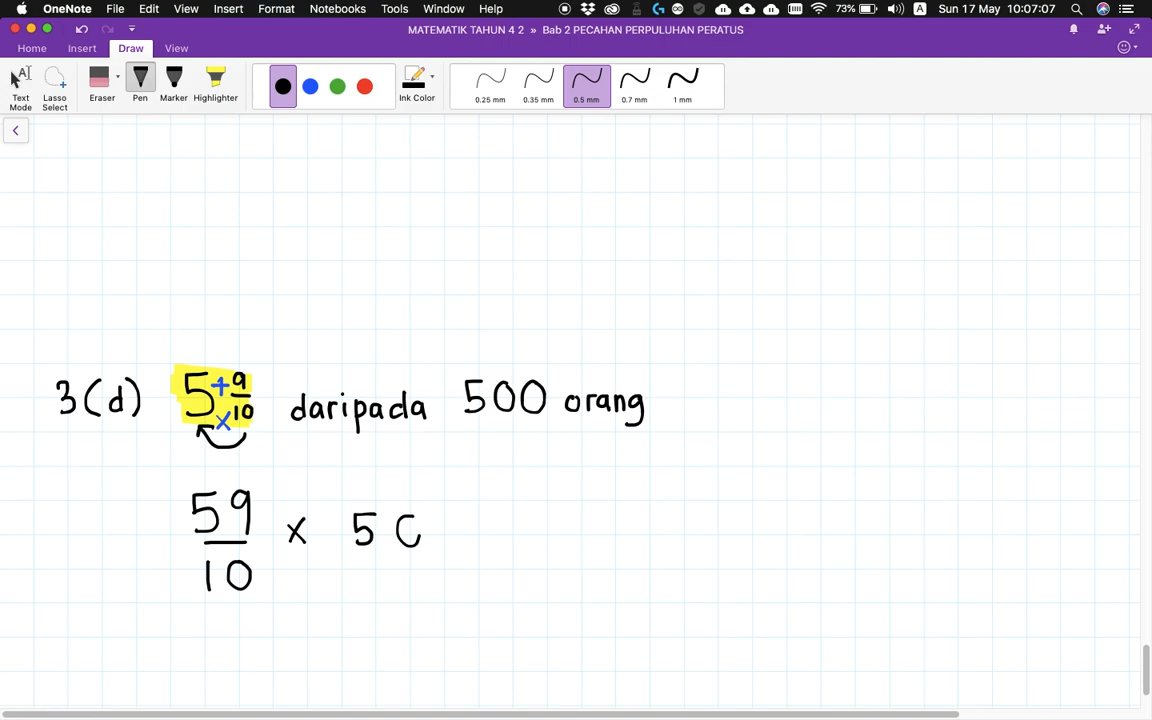 OneNote File Edit View Insert Format Notebooks Tools Window Help 73% A Sun 17 May 10:07:07
MATEMATIK TAHUN 4 2 » Bab 2 PECAHAN PERPULUHAN PERATUS
Home Insert Draw View
A
Text Mode
Lasso Select
Eraser
Pen
Marker
Highlighter
Ink Color
0.25 mm
0.35 mm
0.5 mm
0.7 mm
1 mm
3(d) 5 + 9/10 × daripada 500 orang
59/10 × 5 0